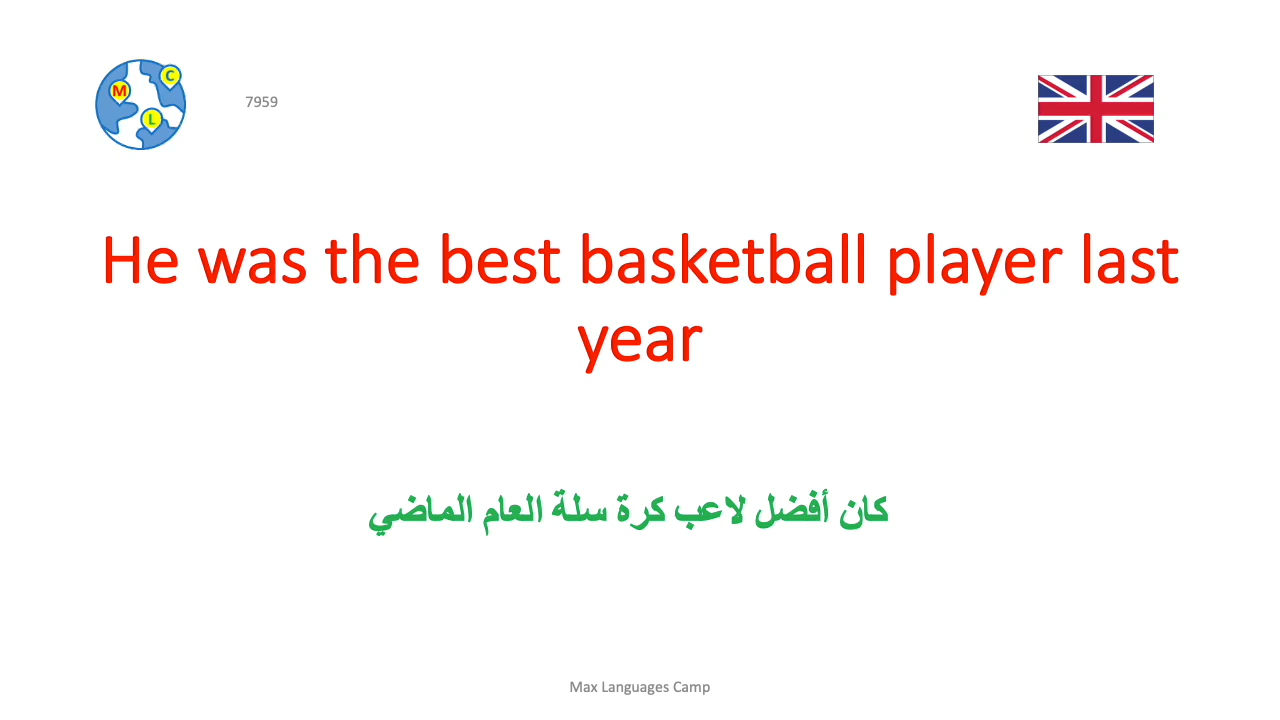 C
M
L
7959
He was the best basketball player last
year
كان أفضل لاعب كرة سلة العام الماضي
Max Languages Camp